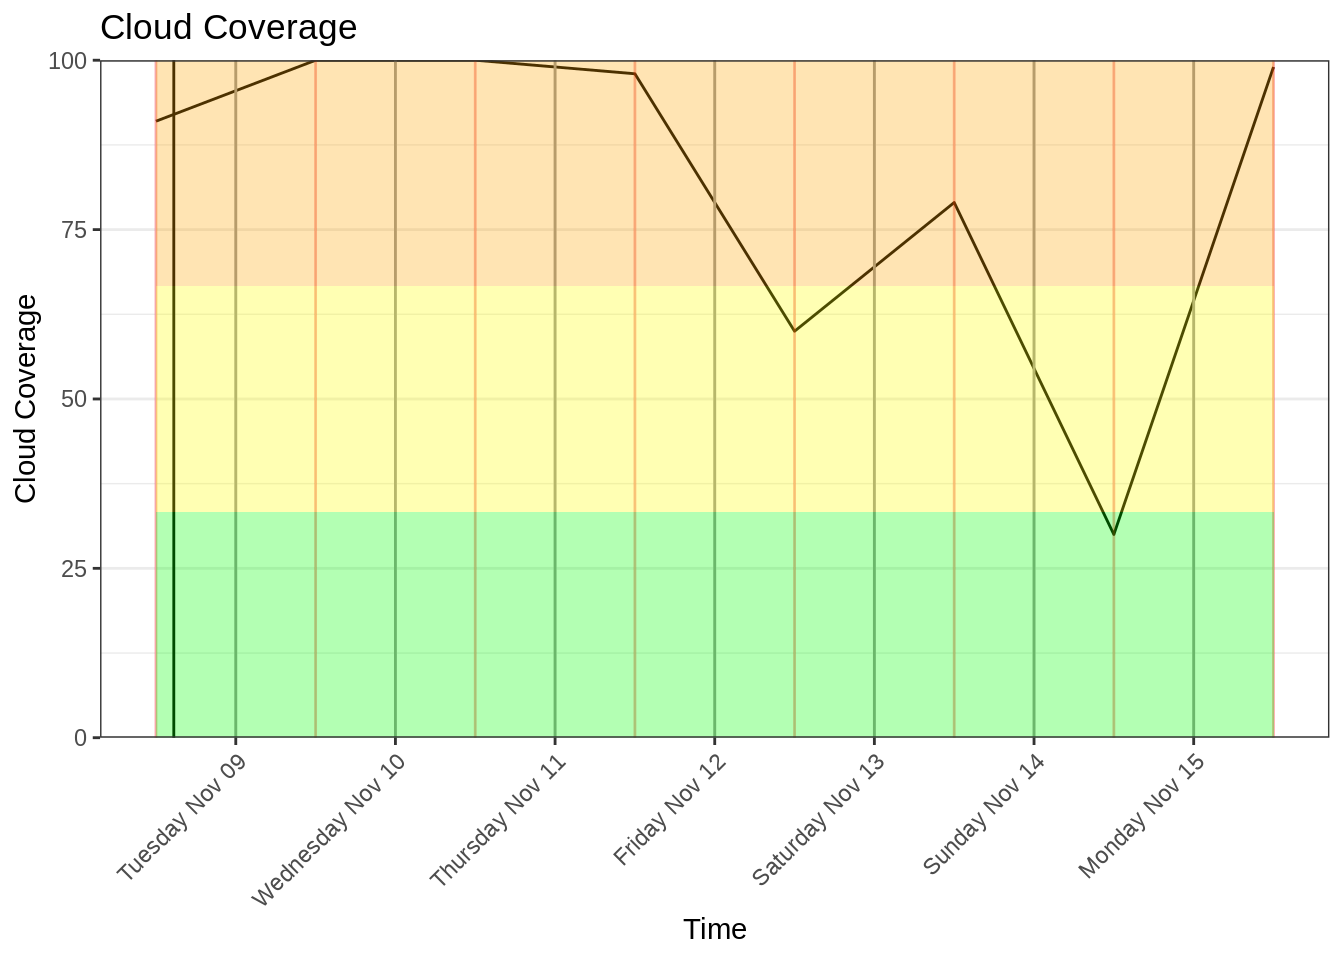 Cloud Coverage
100
75
50
25
0
Cloud Coverage
Tuesday Nov 09
Wednesday Nov 10
Thursday Nov 11
Friday Nov 12
Saturday Nov 13
Sunday Nov 14
Monday Nov 15
Time